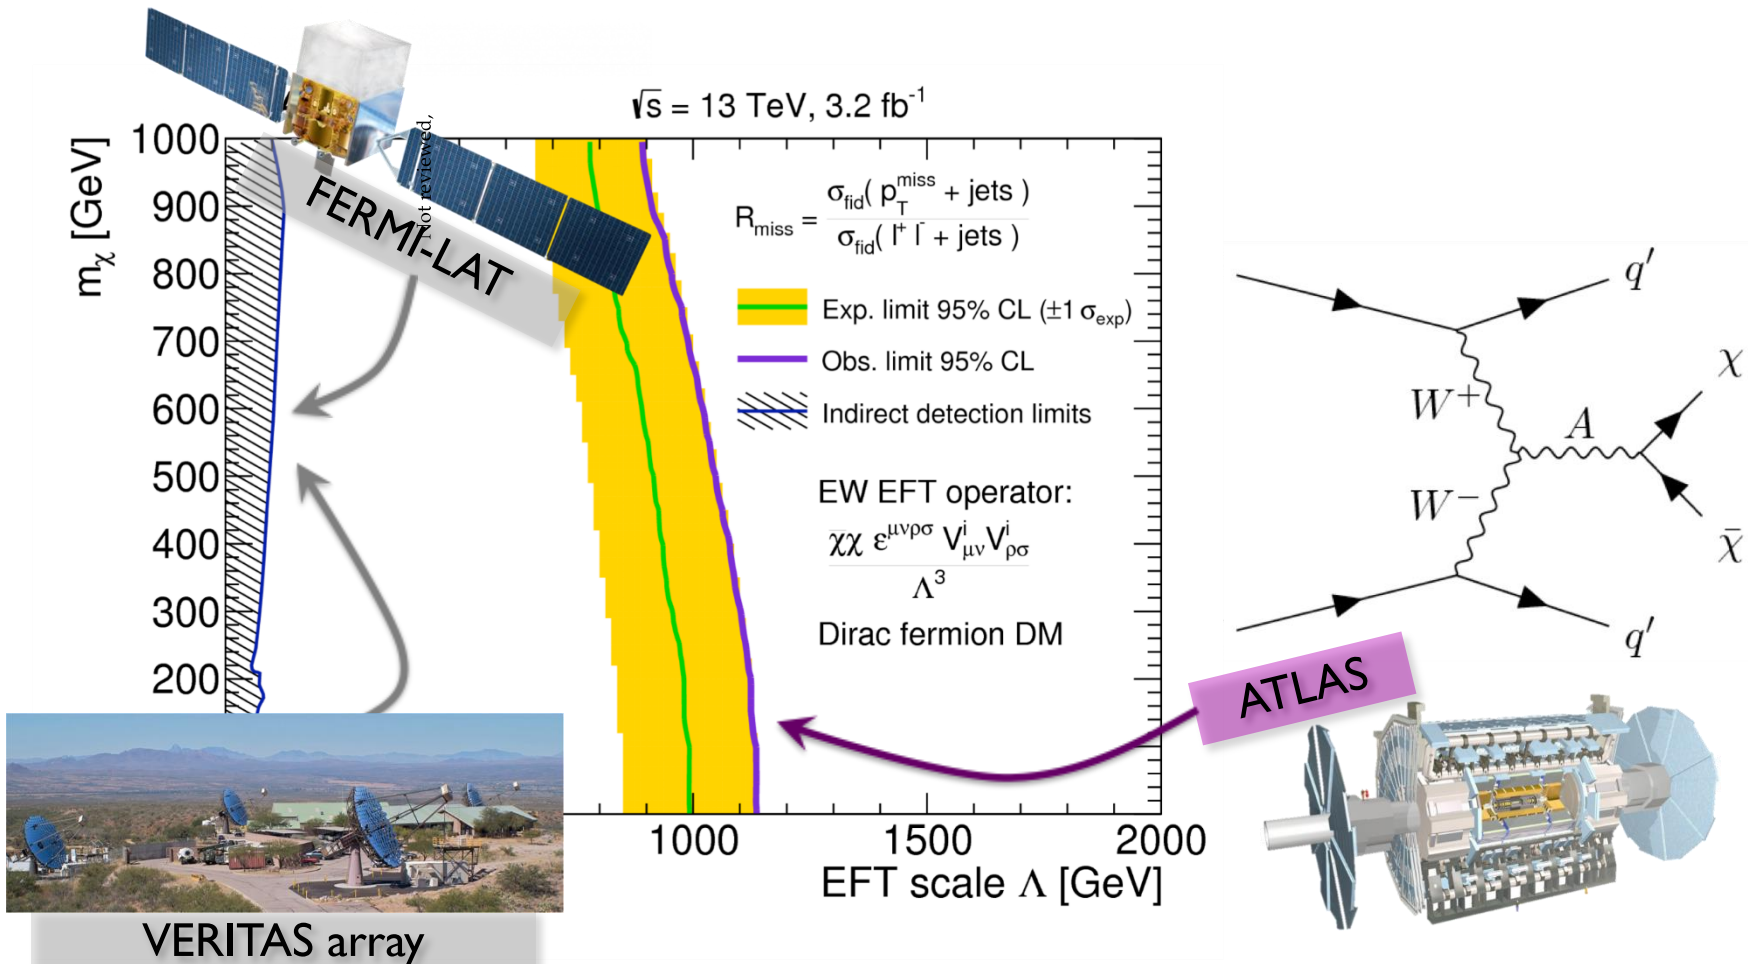 √s = 13 TeV, 3.2 fb⁻¹
Not reviewed,
FERMI-LAT
mχ [GeV]
1000
900
800
700
600
500
400
300
200
R_miss = σ_fid( p_T^miss + jets ) / σ_fid( l⁺ l⁻ + jets )
Exp. limit 95% CL (±1 σ_exp)
Obs. limit 95% CL
Indirect detection limits
EW EFT operator:
χ̄χ ε^μνρσ V^i_μν V^i_ρσ
Λ³
Dirac fermion DM
1000 1500 2000
EFT scale Λ [GeV]
q′
W⁺
A
χ
W⁻
χ̄
q′
ATLAS
VERITAS array